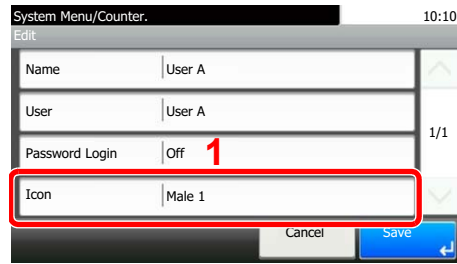 System Menu/Counter. 10:10
Edit
Name User A
User User A
1/1
Password Login Off 1
Icon Male 1
Cancel Save